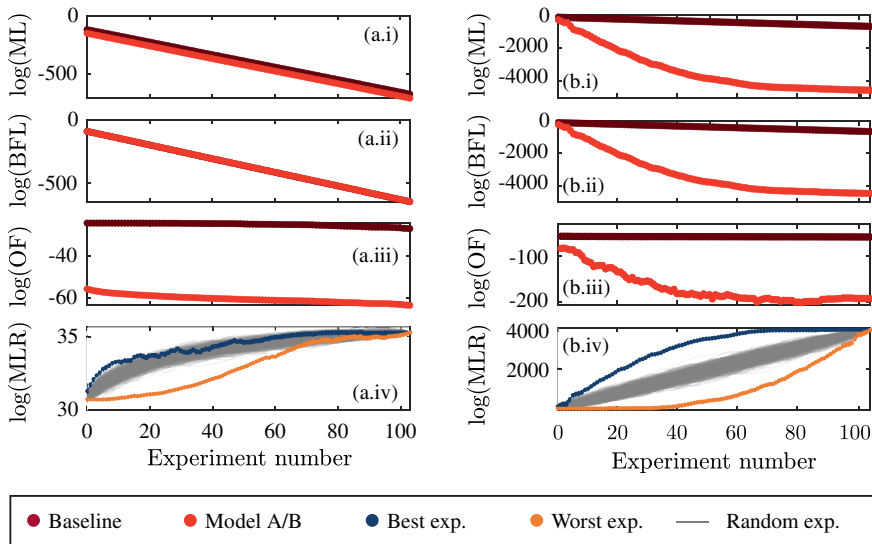 0
-500
log(ML)
(a.i)
0
-500
log(BFL)
(a.ii)
-40
-60
log(OF)
(a.iii)
35
30
log(MLR)
(a.iv)
0 20 40 60 80 100
Experiment number
0
-2000
-4000
log(ML)
(b.i)
0
-2000
-4000
log(BFL)
(b.ii)
-100
-200
log(OF)
(b.iii)
4000
2000
log(MLR)
(b.iv)
0 20 40 60 80 100
Experiment number
Baseline Model A/B Best exp. Worst exp. Random exp.